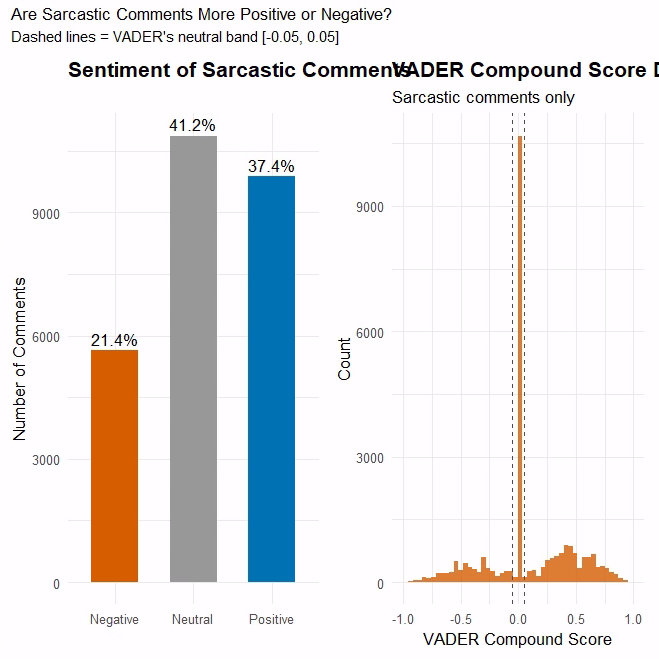 Are Sarcastic Comments More Positive or Negative?
Dashed lines = VADER's neutral band [-0.05, 0.05]
Sentiment of Sarcastic Comments
41.2%
37.4%
21.4%
9000
6000
3000
0
Number of Comments
Negative Neutral Positive
VADER Compound Score D
Sarcastic comments only
9000
6000
3000
0
Count
-1.0 -0.5 0.0 0.5 1.0
VADER Compound Score